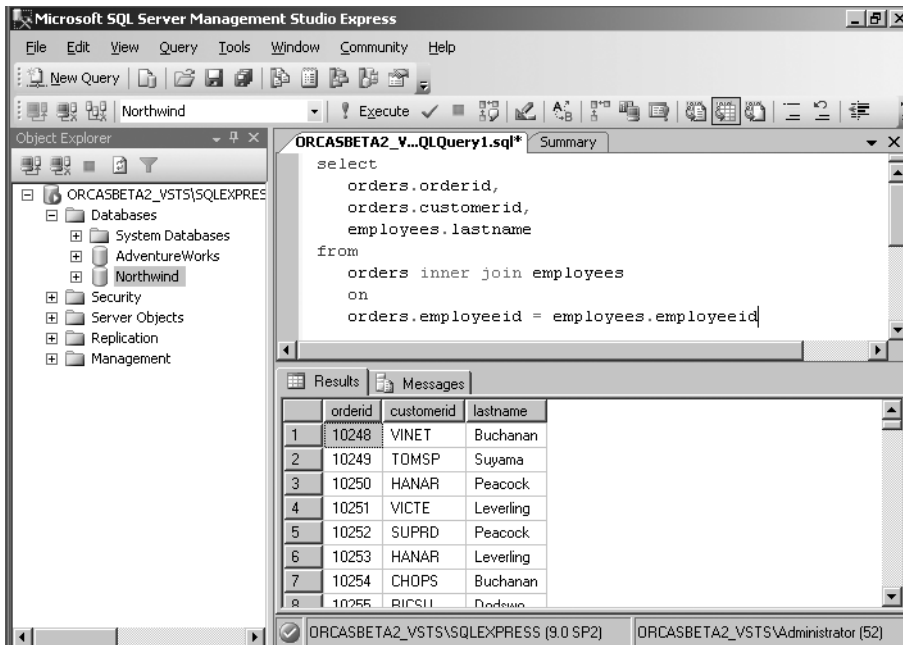 Microsoft SQL Server Management Studio Express
File Edit View Query Tools Window Community Help
New Query
Northwind Execute
Object Explorer
ORCASBETA2_VSTS\SQLEXPRES
Databases
System Databases
AdventureWorks
Northwind
Security
Server Objects
Replication
Management
ORCASBETA2_V...QLQuery1.sql* Summary
select
orders.orderid,
orders.customerid,
employees.lastname
from
orders inner join employees
on
orders.employeeid = employees.employeeid
Results Messages
orderid customerid lastname
1 10248 VINET Buchanan
2 10249 TOMSP Suyama
3 10250 HANAR Peacock
4 10251 VICTE Leverling
5 10252 SUPRD Peacock
6 10253 HANAR Leverling
7 10254 CHOPS Buchanan
8 10255 RICSU Dodswo
ORCASBETA2_VSTS\SQLEXPRESS (9.0 SP2) ORCASBETA2_VSTS\Administrator (52)